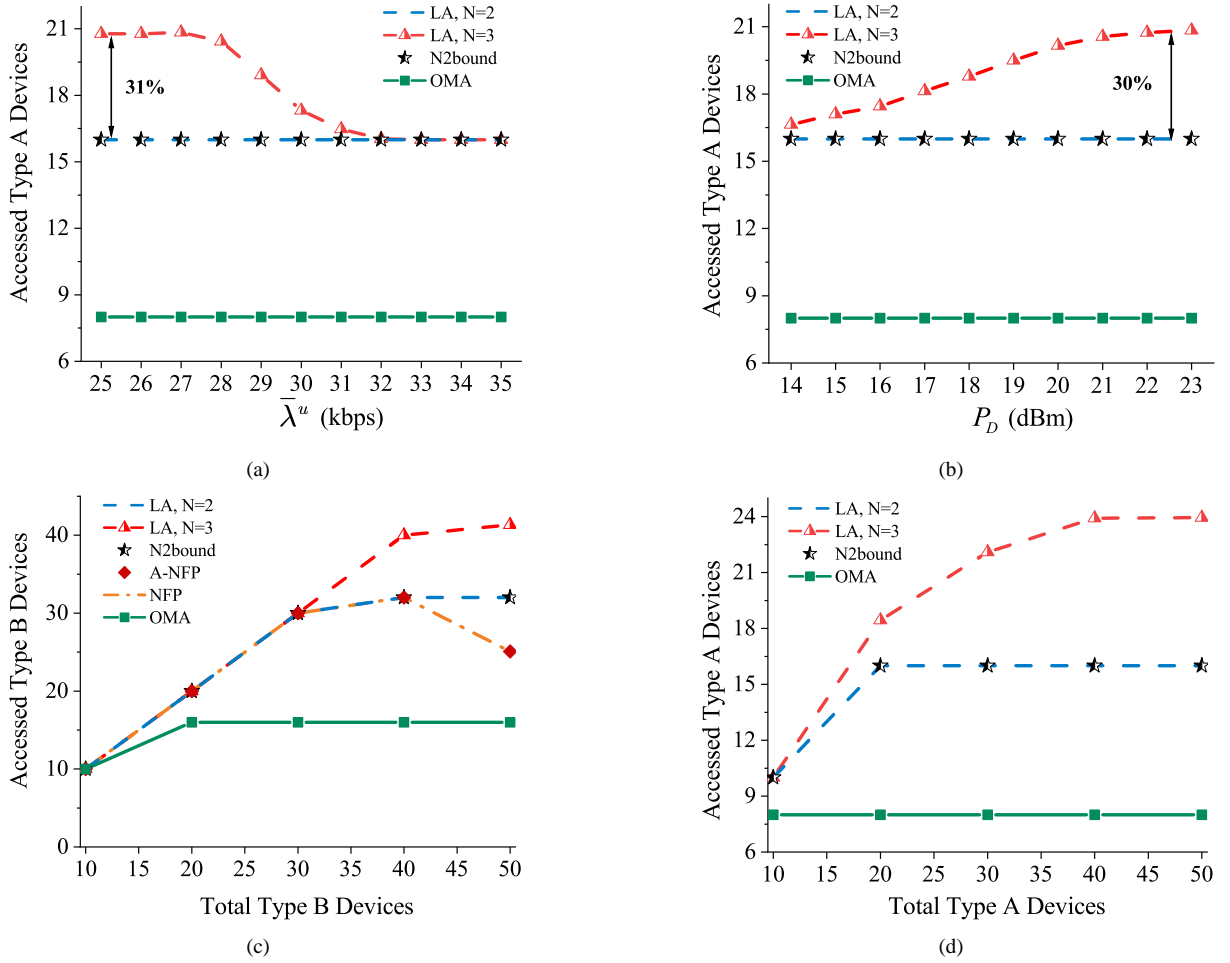 21
18
15
12
9
6
Accessed Type A Devices
LA, N=2
LA, N=3
N2bound
OMA
31%
25 26 27 28 29 30 31 32 33 34 35
λ̅ᵘ (kbps)
(a)
21
18
15
12
9
6
Accessed Type A Devices
LA, N=2
LA, N=3
N2bound
OMA
30%
14 15 16 17 18 19 20 21 22 23
P_D (dBm)
(b)
40
30
20
10
0
Accessed Type B Devices
LA, N=2
LA, N=3
N2bound
A-NFP
NFP
OMA
10 15 20 25 30 35 40 45 50
Total Type B Devices
(c)
24
21
18
15
12
9
6
Accessed Type A Devices
LA, N=2
LA, N=3
N2bound
OMA
10 15 20 25 30 35 40 45 50
Total Type A Devices
(d)